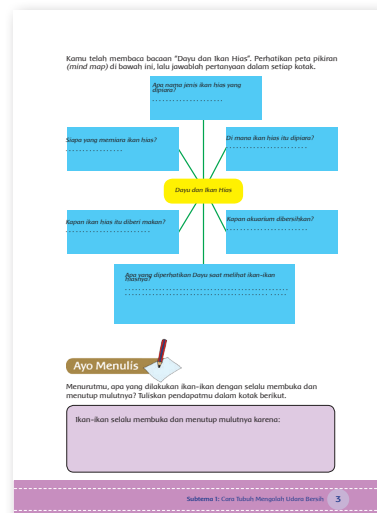 Kamu telah membaca bacaan “Dayu dan Ikan Hias”. Perhatikan peta pikiran
(mind map) di bawah ini, lalu jawablah pertanyaan dalam setiap kotak.
Apa nama jenis ikan hias yang
dipiara?
. . . . . . . . . . . . . . . . . . . . .
Siapa yang memiara ikan hias?
. . . . . . . . . . . . . . . . .
Di mana ikan hias itu dipiara?
. . . . . . . . . . . . . . . . . . . . . . . .
Dayu dan Ikan Hias
Kapan ikan hias itu diberi makan?
. . . . . . . . . . . . . . . . . . . . . . . . .
Kapan akuarium dibersihkan?
. . . . . . . . . . . . . . . . . . . . . . . .
Apa yang diperhatikan Dayu saat melihat ikan-ikan
hiasnya?
. . . . . . . . . . . . . . . . . . . . . . . . . . . . . . . . . . . . . . . . . . . . . . . .
. . . . . . . . . . . . . . . . . . . . . . . . . . . . . . . . . . . . . . . . . . . . . . . .
Ayo Menulis
Menurutmu, apa yang dilakukan ikan-ikan dengan selalu membuka dan
menutup mulutnya? Tuliskan pendapatmu dalam kotak berikut.
Ikan-ikan selalu membuka dan menutup mulutnya karena:
Subtema 1: Cara Tubuh Mengolah Udara Bersih 3